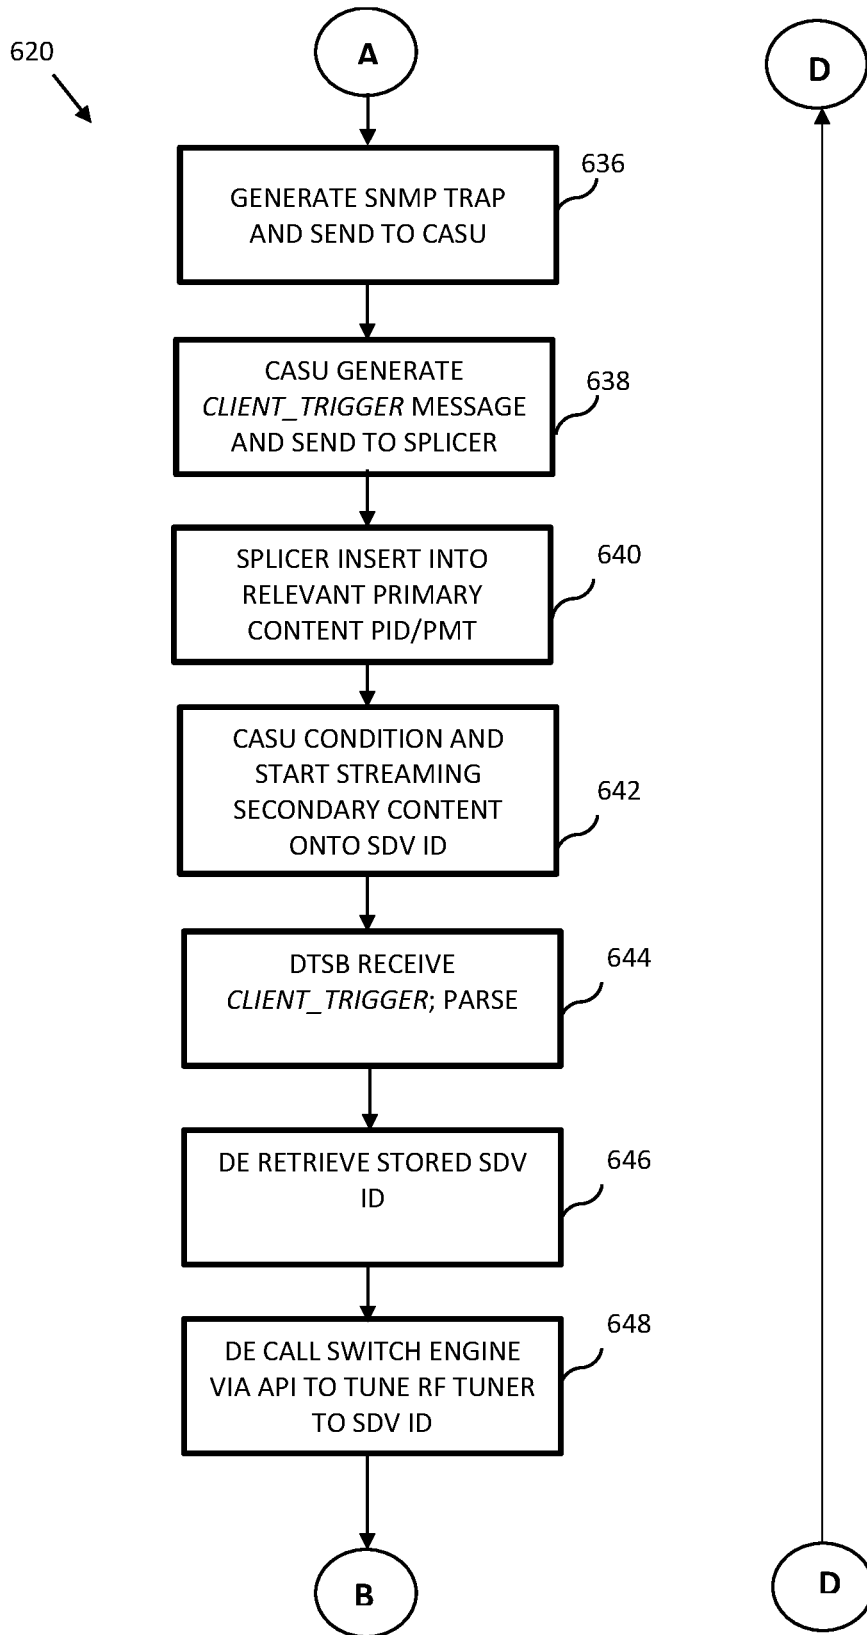 620
A
D
GENERATE SNMP TRAP
AND SEND TO CASU
636
CASU GENERATE
CLIENT_TRIGGER MESSAGE
AND SEND TO SPLICER
638
SPLICER INSERT INTO
RELEVANT PRIMARY
CONTENT PID/PMT
640
CASU CONDITION AND
START STREAMING
SECONDARY CONTENT
ONTO SDV ID
642
DTSB RECEIVE
CLIENT_TRIGGER; PARSE
644
DE RETRIEVE STORED SDV
ID
646
DE CALL SWITCH ENGINE
VIA API TO TUNE RF TUNER
TO SDV ID
648
B
D